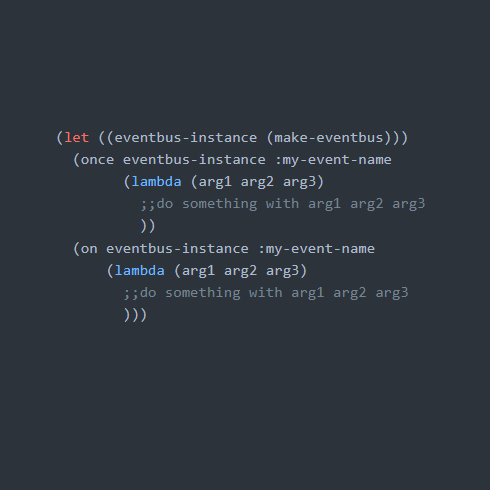 (let ((eventbus-instance (make-eventbus)))
  (once eventbus-instance :my-event-name
        (lambda (arg1 arg2 arg3)
          ;;do something with arg1 arg2 arg3
          ))
  (on eventbus-instance :my-event-name
      (lambda (arg1 arg2 arg3)
        ;;do something with arg1 arg2 arg3
        )))